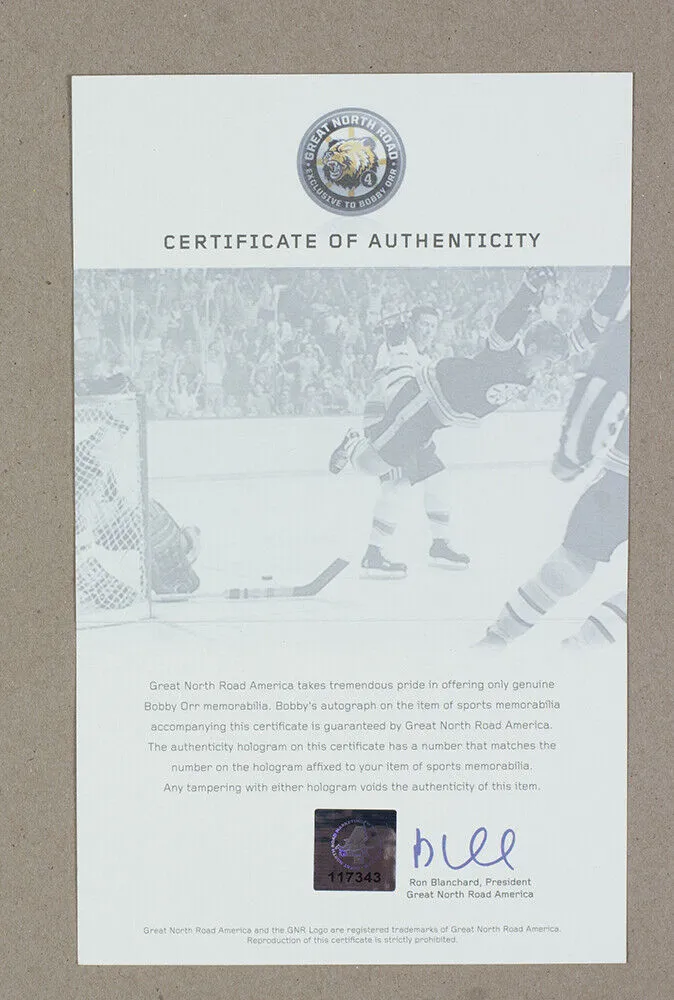 GREAT NORTH ROAD
4
EXCLUSIVE TO BOBBY ORR
CERTIFICATE OF AUTHENTICITY
Great North Road America takes tremendous pride in offering only genuine
Bobby Orr memorabilia. Bobby's autograph on the item of sports memorabilia
accompanying this certificate is guaranteed by Great North Road America.
The authenticity hologram on this certificate has a number that matches the
number on the hologram affixed to your item of sports memorabilia.
Any tampering with either hologram voids the authenticity of this item.
117343
Ron Blanchard, President
Great North Road America
Great North Road America and the GNR Logo are registered trademarks of Great North Road America.
Reproduction of this certificate is strictly prohibited.